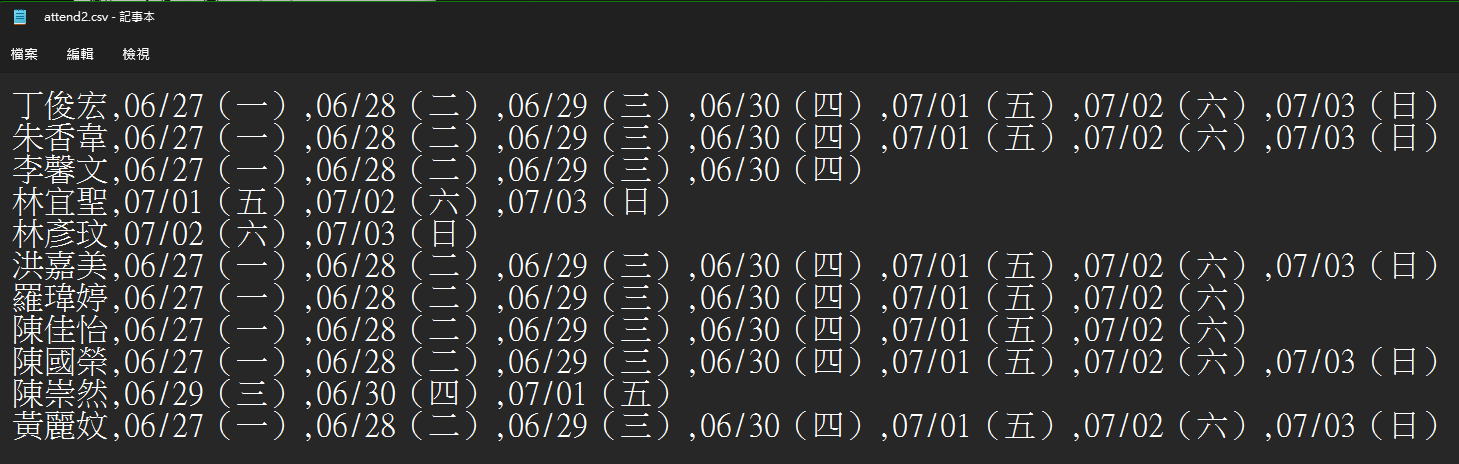 attend2.csv - 記事本
檔案 編輯 檢視
丁俊宏,06/27（一）,06/28（二）,06/29（三）,06/30（四）,07/01（五）,07/02（六）,07/03（日）
朱香韋,06/27（一）,06/28（二）,06/29（三）,06/30（四）,07/01（五）,07/02（六）,07/03（日）
李馨文,06/27（一）,06/28（二）,06/29（三）,06/30（四）
林宜聖,07/01（五）,07/02（六）,07/03（日）
林彥玟,07/02（六）,07/03（日）
洪嘉美,06/27（一）,06/28（二）,06/29（三）,06/30（四）,07/01（五）,07/02（六）,07/03（日）
羅瑋婷,06/27（一）,06/28（二）,06/29（三）,06/30（四）,07/01（五）,07/02（六）
陳佳怡,06/27（一）,06/28（二）,06/29（三）,06/30（四）,07/01（五）,07/02（六）
陳國榮,06/27（一）,06/28（二）,06/29（三）,06/30（四）,07/01（五）,07/02（六）,07/03（日）
陳崇然,06/29（三）,06/30（四）,07/01（五）
黃麗妏,06/27（一）,06/28（二）,06/29（三）,06/30（四）,07/01（五）,07/02（六）,07/03（日）